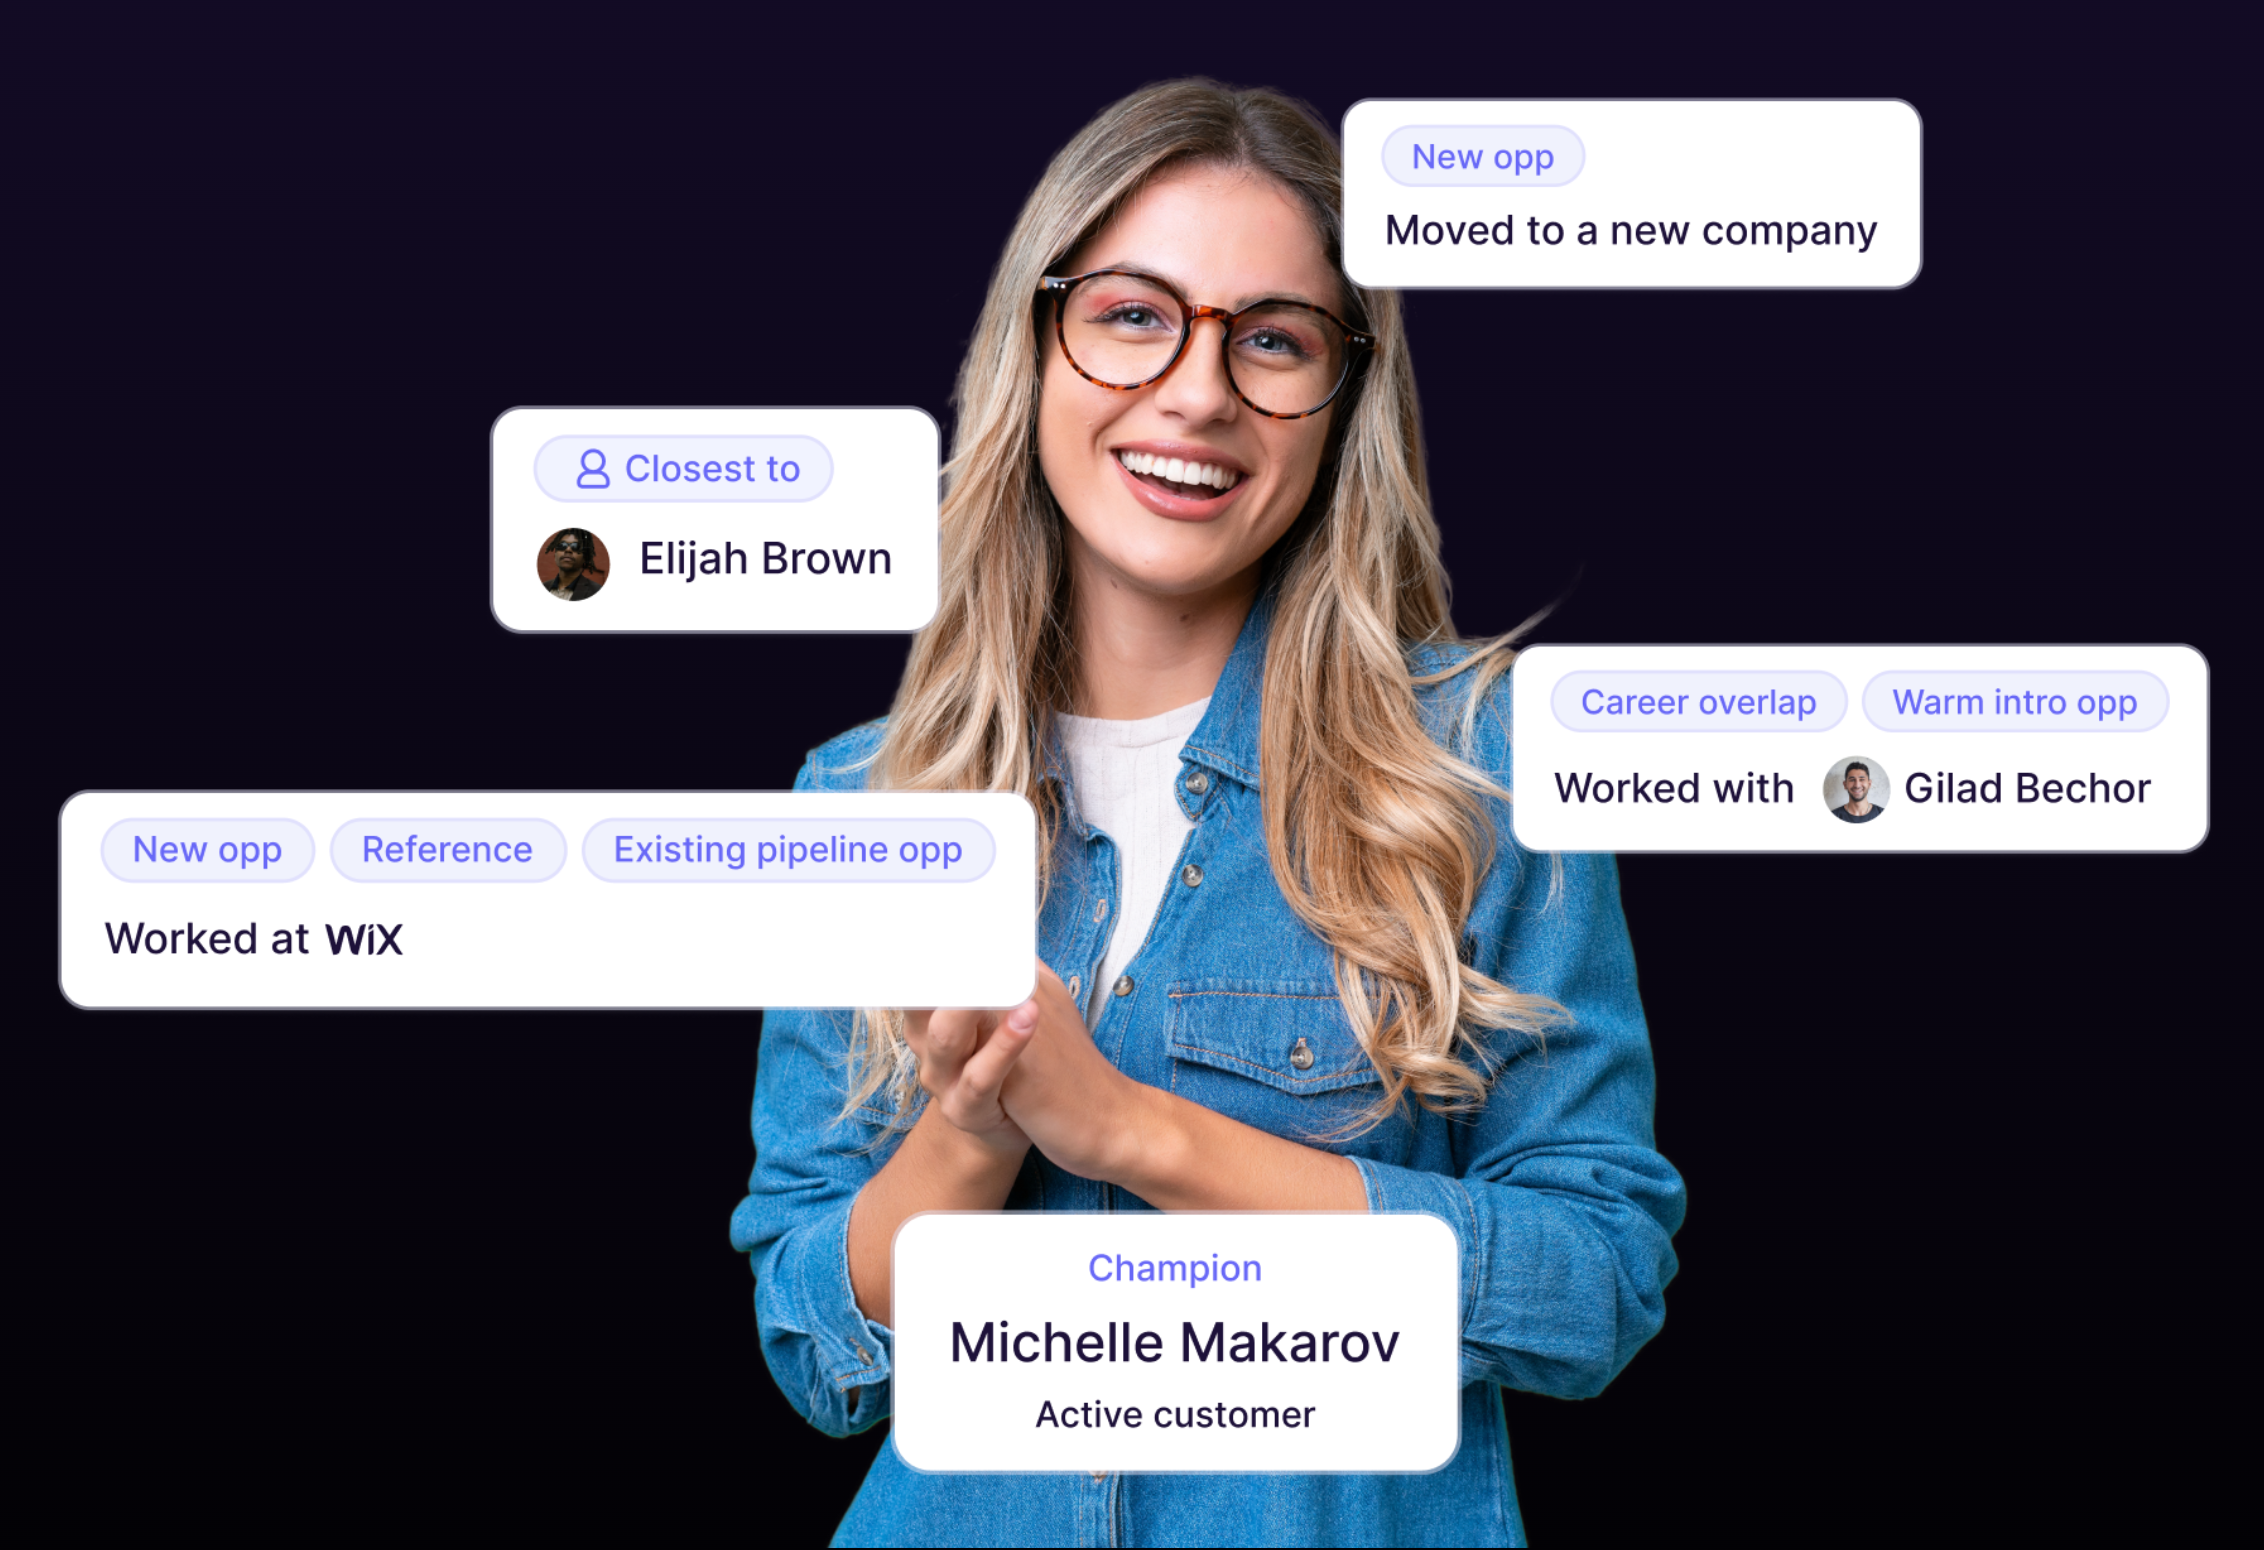 New opp
Moved to a new company
Closest to
Elijah Brown
Career overlap Warm intro opp
Worked with Gilad Bechor
New opp Reference Existing pipeline opp
Worked at WiX
Champion
Michelle Makarov
Active customer